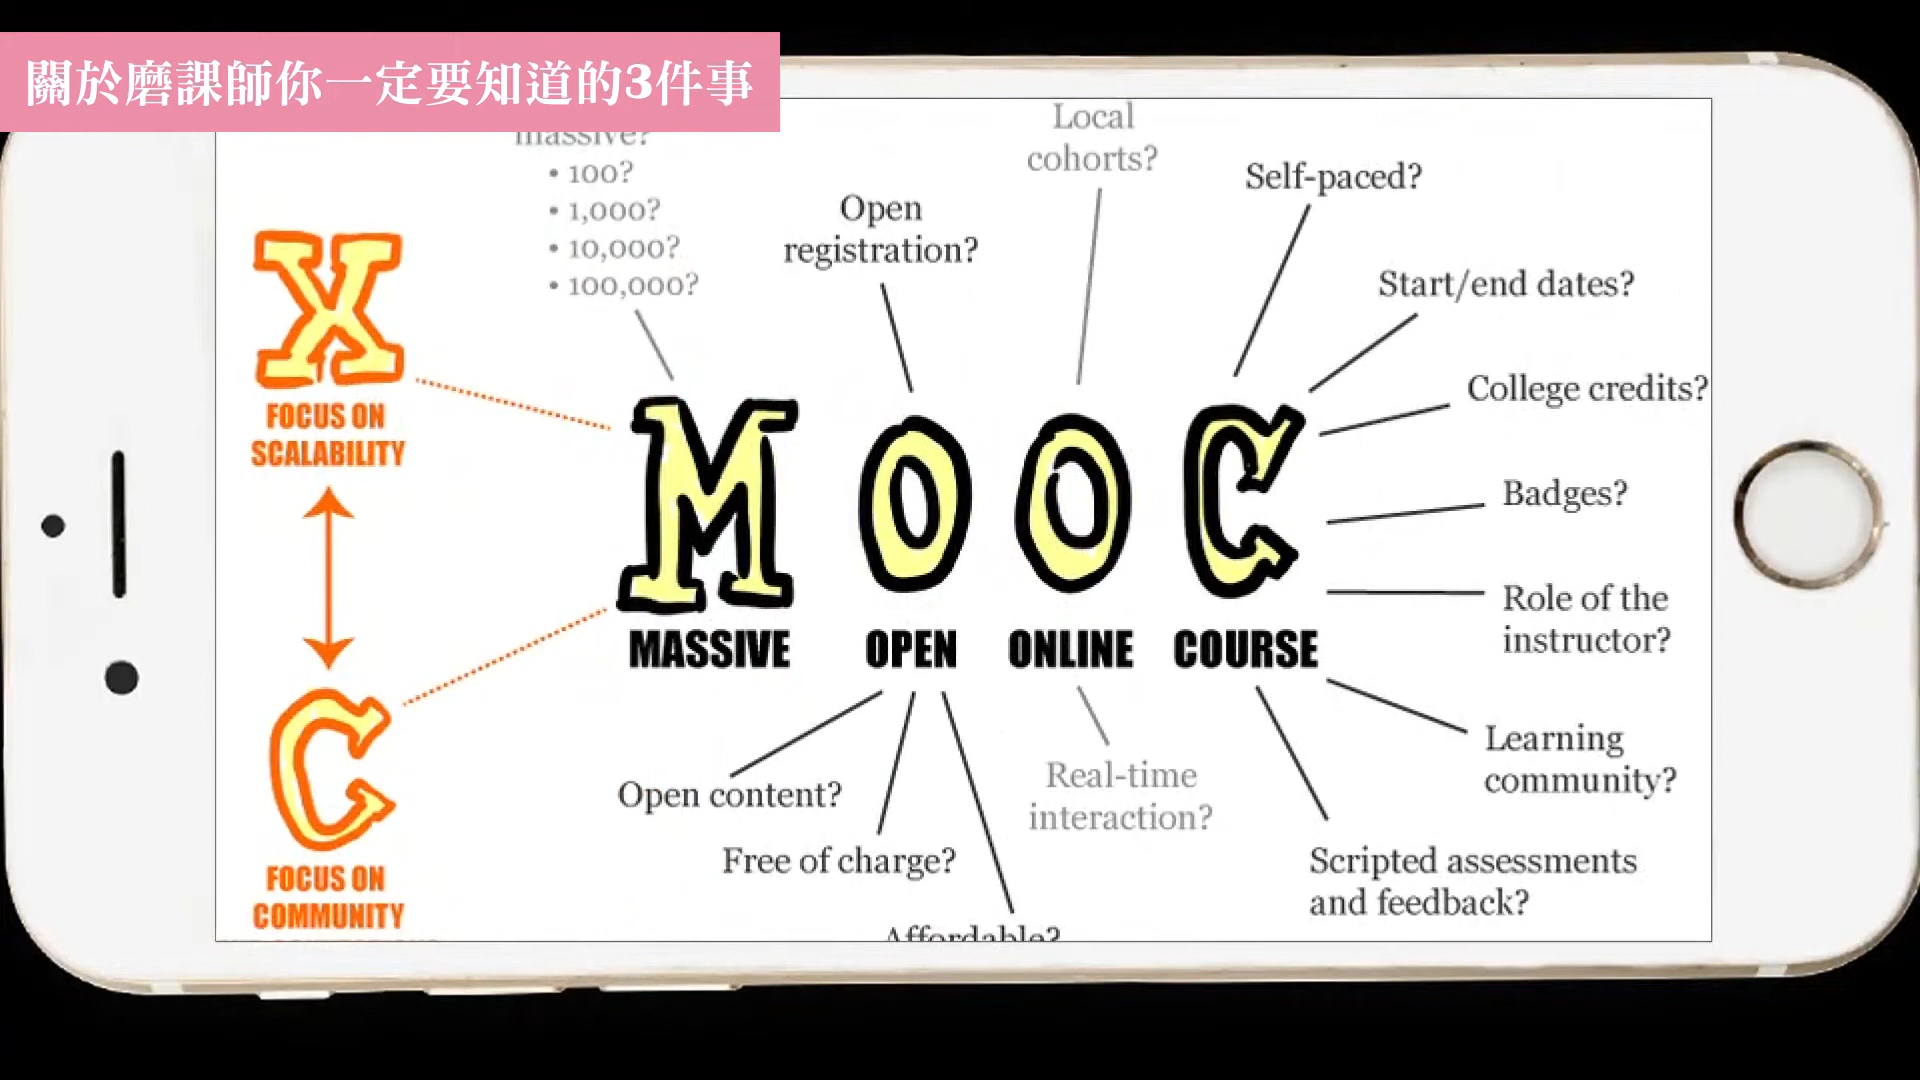 關於磨課師你一定要知道的3件事
massive?
• 100?
• 1,000?
• 10,000?
• 100,000?
Open
registration?
Local
cohorts?
Self-paced?
Start/end dates?
College credits?
Badges?
Role of the
instructor?
Learning
community?
Scripted assessments
and feedback?
X
FOCUS ON
SCALABILITY
C
FOCUS ON
COMMUNITY
MOOC
MASSIVE OPEN ONLINE COURSE
Open content?
Free of charge?
Affordable?
Real-time
interaction?